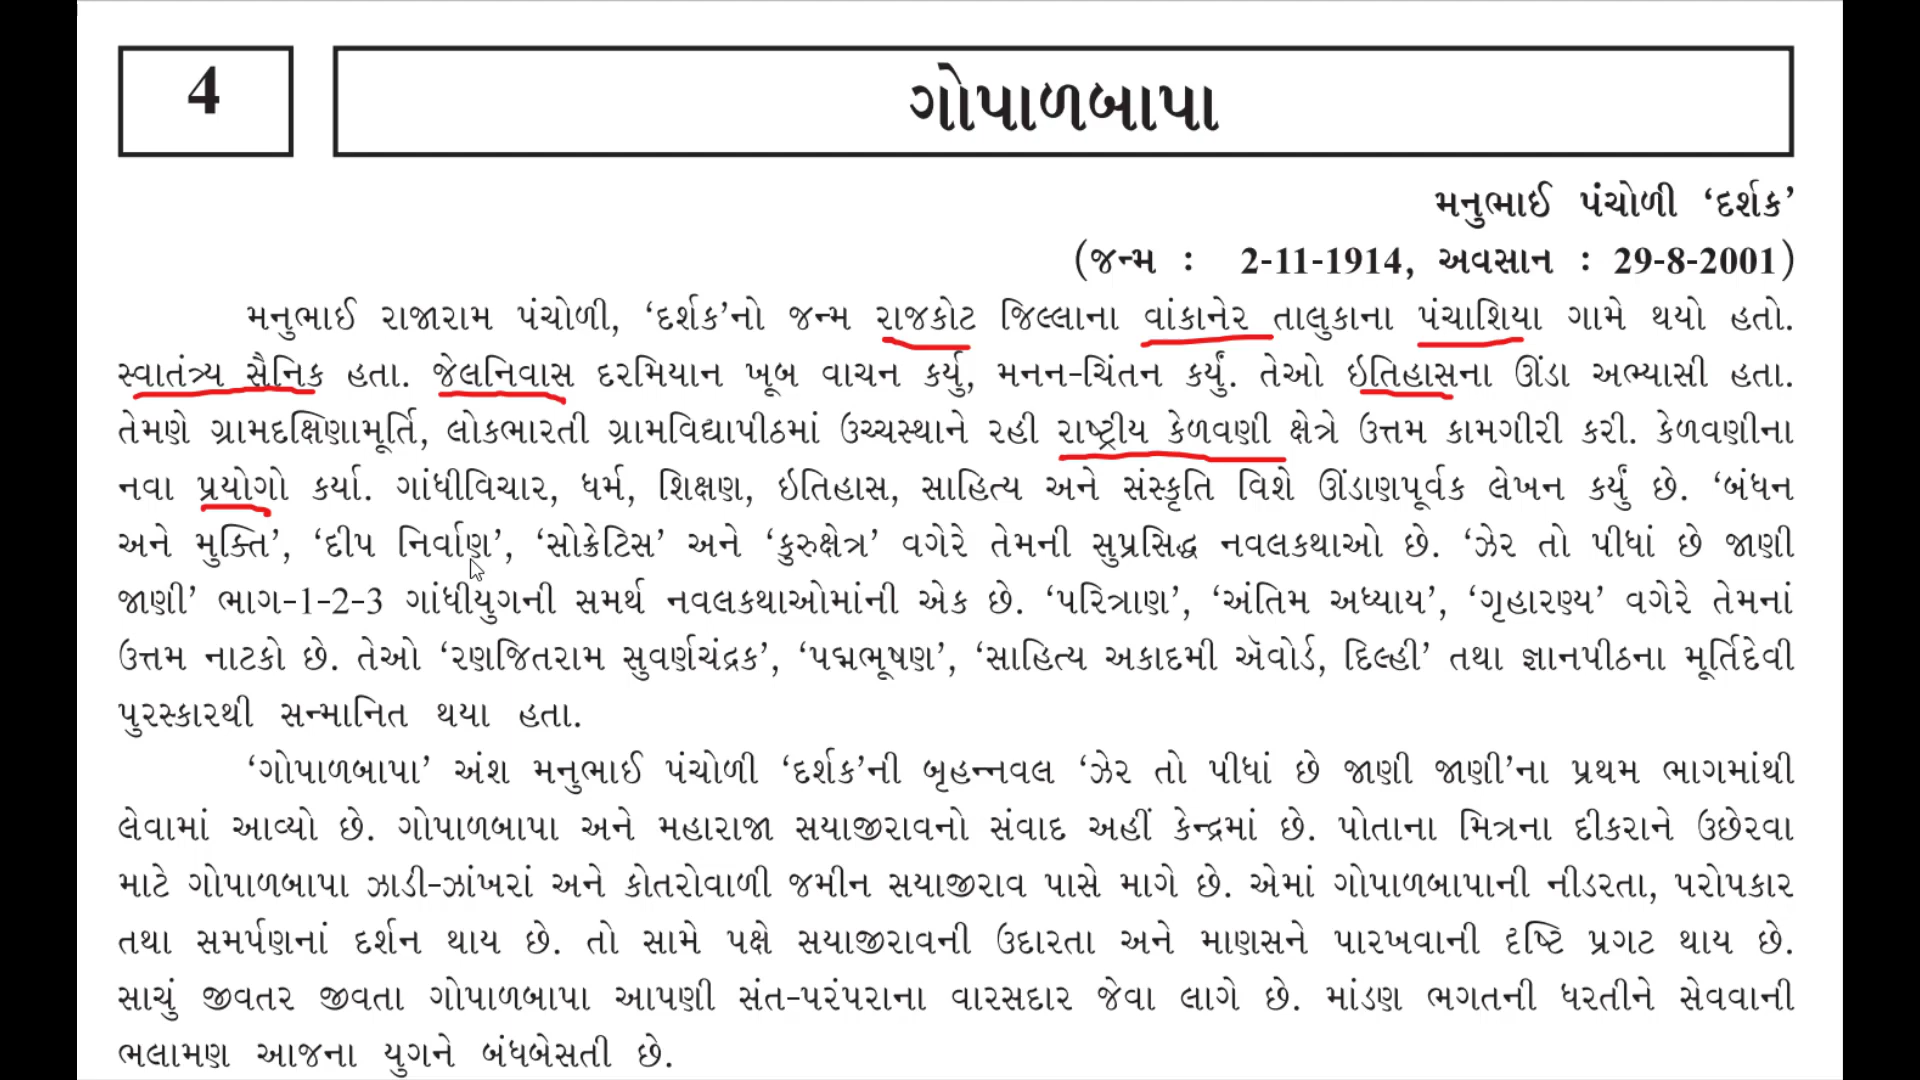 4
ગોપાળબાપા
મનુભાઈ પંચોળી ‘દર્શક’
(જન્મ : 2-11-1914, અવસાન : 29-8-2001)
મનુભાઈ રાજારામ પંચોળી, ‘દર્શક’નો જન્મ રાજકોટ જિલ્લાના વાંકાનેર તાલુકાના પંચાશિયા ગામે થયો હતો.
સ્વાતંત્ર્ય સૈનિક હતા. જેલનિવાસ દરમિયાન ખૂબ વાચન કર્યુ, મનન-ચિંતન કર્યું. તેઓ ઇતિહાસના ઊંડા અભ્યાસી હતા.
તેમણે ગ્રામદક્ષિણામૂર્તિ, લોકભારતી ગ્રામવિદ્યાપીઠમાં ઉચ્ચસ્થાને રહી રાષ્ટ્રીય કેળવણી ક્ષેત્રે ઉત્તમ કામગીરી કરી. કેળવણીના
નવા પ્રયોગો કર્યા. ગાંધીવિચાર, ધર્મ, શિક્ષણ, ઇતિહાસ, સાહિત્ય અને સંસ્કૃતિ વિશે ઊંડાણપૂર્વક લેખન કર્યું છે. ‘બંધન
અને મુક્તિ’, ‘દીપ નિર્વાણ’, ‘સોક્રેટિસ’ અને ‘કુરુક્ષેત્ર’ વગેરે તેમની સુપ્રસિદ્ધ નવલકથાઓ છે. ‘ઝેર તો પીધાં છે જાણી
જાણી’ ભાગ-1-2-3 ગાંધીયુગની સમર્થ નવલકથાઓમાંની એક છે. ‘પરિત્રાણ’, ‘અંતિમ અધ્યાય’, ‘ગૃહારણ્ય’ વગેરે તેમનાં
ઉત્તમ નાટકો છે. તેઓ ‘રણજિતરામ સુવર્ણચંદ્રક’, ‘પદ્મભૂષણ’, ‘સાહિત્ય અકાદમી ઍવોર્ડ, દિલ્હી’ તથા જ્ઞાનપીઠના મૂર્તિદેવી
પુરસ્કારથી સન્માનિત થયા હતા.
‘ગોપાળબાપા’ અંશ મનુભાઈ પંચોળી ‘દર્શક’ની બૃહન્નવલ ‘ઝેર તો પીધાં છે જાણી જાણી’ના પ્રથમ ભાગમાંથી
લેવામાં આવ્યો છે. ગોપાળબાપા અને મહારાજા સયાજીરાવનો સંવાદ અહીં કેન્દ્રમાં છે. પોતાના મિત્રના દીકરાને ઉછેરવા
માટે ગોપાળબાપા ઝાડી-ઝાંખરાં અને કોતરોવાળી જમીન સયાજીરાવ પાસે માગે છે. એમાં ગોપાળબાપાની નીડરતા, પરોપકાર
તથા સમર્પણનાં દર્શન થાય છે. તો સામે પક્ષે સયાજીરાવની ઉદારતા અને માણસને પારખવાની દૃષ્ટિ પ્રગટ થાય છે.
સાચું જીવતર જીવતા ગોપાળબાપા આપણી સંત-પરંપરાના વારસદાર જેવા લાગે છે. માંડણ ભગતની ધરતીને સેવવાની
ભલામણ આજના યુગને બંધબેસતી છે.